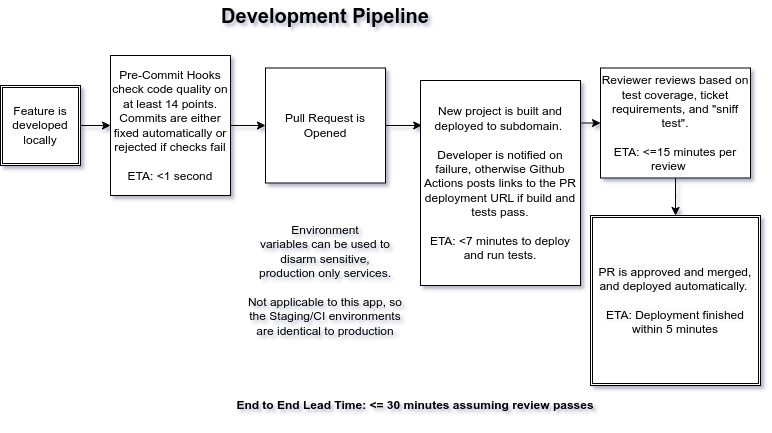 Development Pipeline
Feature is
developed
locally
Pre-Commit Hooks
check code quality on
at least 14 points.
Commits are either
fixed automatically or
rejected if checks fail
ETA: <1 second
Pull Request is
Opened
Environment
variables can be used to
disarm sensitive,
production only services.
Not applicable to this app, so
the Staging/CI environments
are identical to production
New project is built and
deployed to subdomain.
Developer is notified on
failure, otherwise Github
Actions posts links to the PR
deployment URL if build and
tests pass.
ETA: <7 minutes to deploy
and run tests.
Reviewer reviews based on
test coverage, ticket
requirements, and "sniff
test".
ETA: <=15 minutes per
review
PR is approved and merged,
and deployed automatically.
ETA: Deployment finished
within 5 minutes
End to End Lead Time: <= 30 minutes assuming review passes